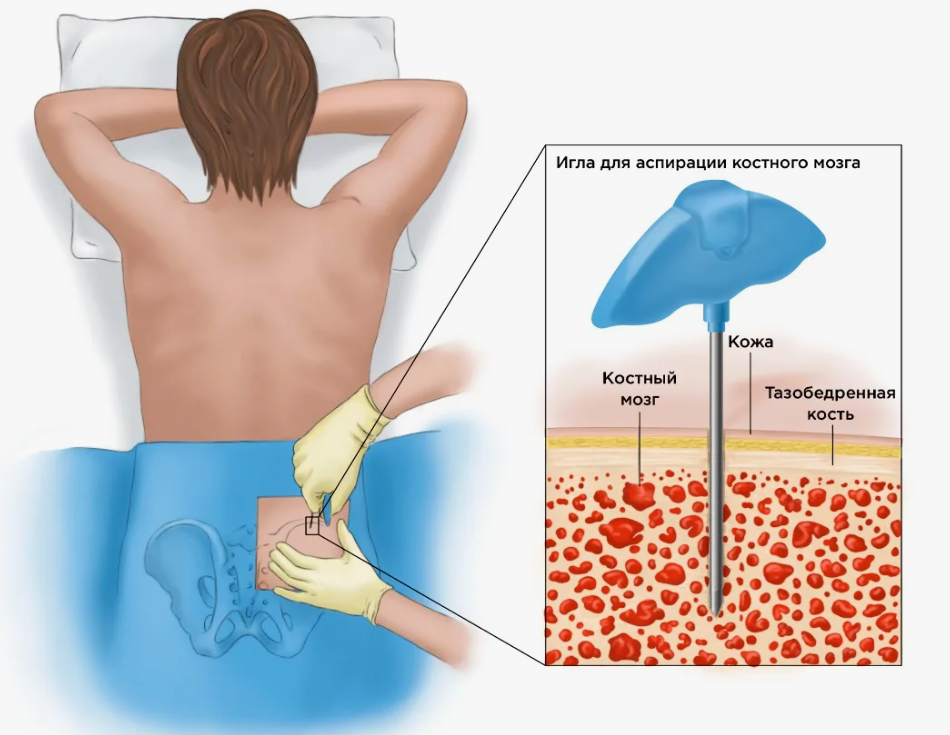 Игла для аспирации костного мозга
Кожа
Костный
мозг
Тазобедренная
кость